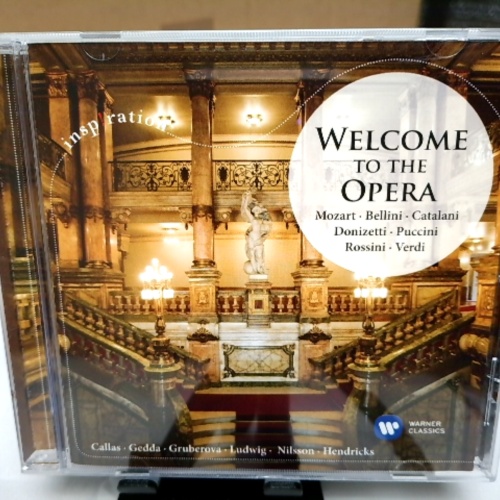 inspiration
WELCOME
TO THE
OPERA
Mozart · Bellini · Catalani
Donizetti · Puccini
Rossini · Verdi
Callas · Gedda · Gruberova · Ludwig · Nilsson · Hendricks
WARNER
CLASSICS